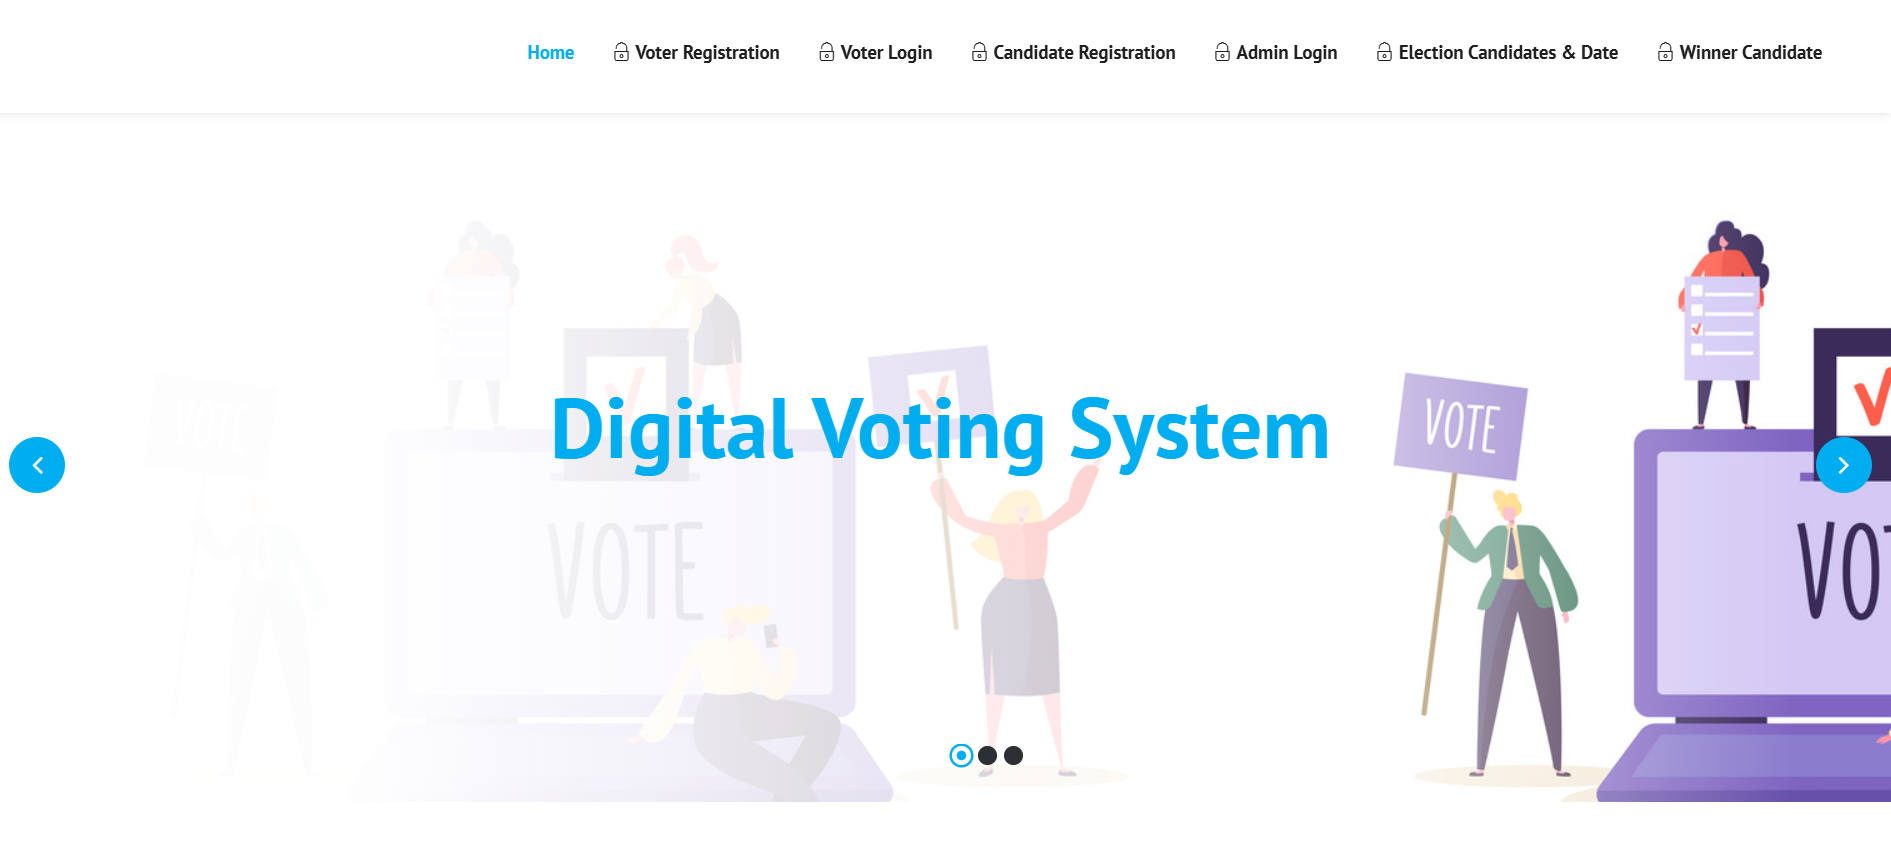 Home Voter Registration Voter Login Candidate Registration Admin Login Election Candidates & Date Winner Candidate
Digital Voting System
VOTE
VOTE
VOTE
VOT